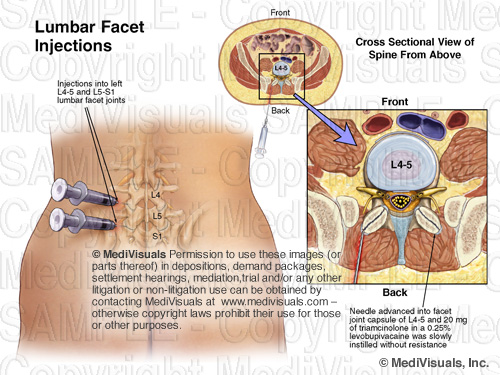 Lumbar Facet
Injections
Injections into left
L4-5 and L5-S1
lumbar facet joints
Front
L4-5
Back
Cross Sectional View of
Spine From Above
Front
L4-5
Back
Needle advanced into facet
joint capsule of L4-5 and 20 mg
of triamcinolone in a 0.25%
levobupivacaine was slowly
instilled without resistance
L4
L5
S1
© MediVisuals Permission to use these images (or
parts thereof) in depositions, demand packages,
settlement hearings, mediation,trial and/or any other
litigation or non-litigation use can be obtained by
contacting MediVisuals at www.medivisuals.com –
otherwise copyright laws prohibit their use for those
or other purposes.
© MediVisuals, Inc.
SAMPLE - Copyright